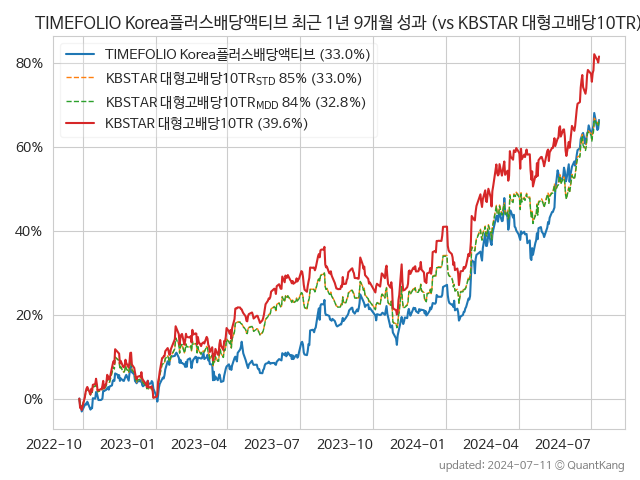 TIMEFOLIO Korea플러스배당액티브 최근 1년 9개월 성과 (vs KBSTAR 대형고배당10TR)
TIMEFOLIO Korea플러스배당액티브 (33.0%)
KBSTAR 대형고배당10TR_STD 85% (33.0%)
KBSTAR 대형고배당10TR_MDD 84% (32.8%)
KBSTAR 대형고배당10TR (39.6%)
80%
60%
40%
20%
0%
2022-10 2023-01 2023-04 2023-07 2023-10 2024-01 2024-04 2024-07
updated: 2024-07-11 © QuantKang